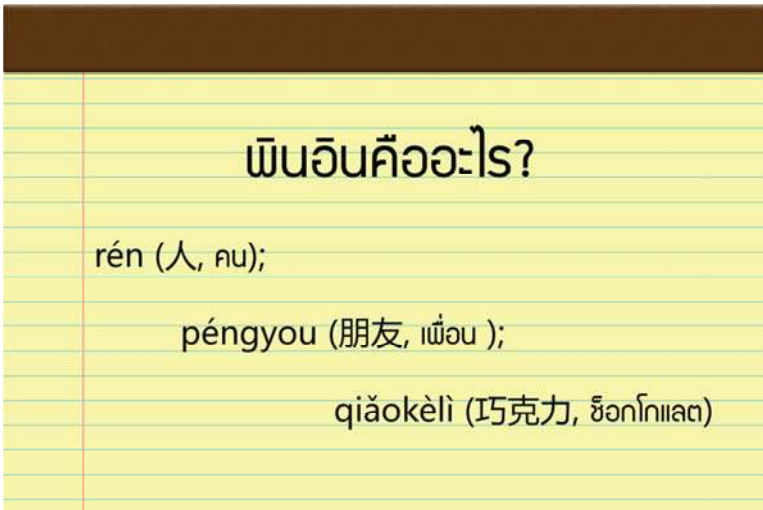 พินอินคืออะไร?
rén (人, คน);
péngyou (朋友, เพื่อน );
qiǎokèlì (巧克力, ช็อกโกแลต)